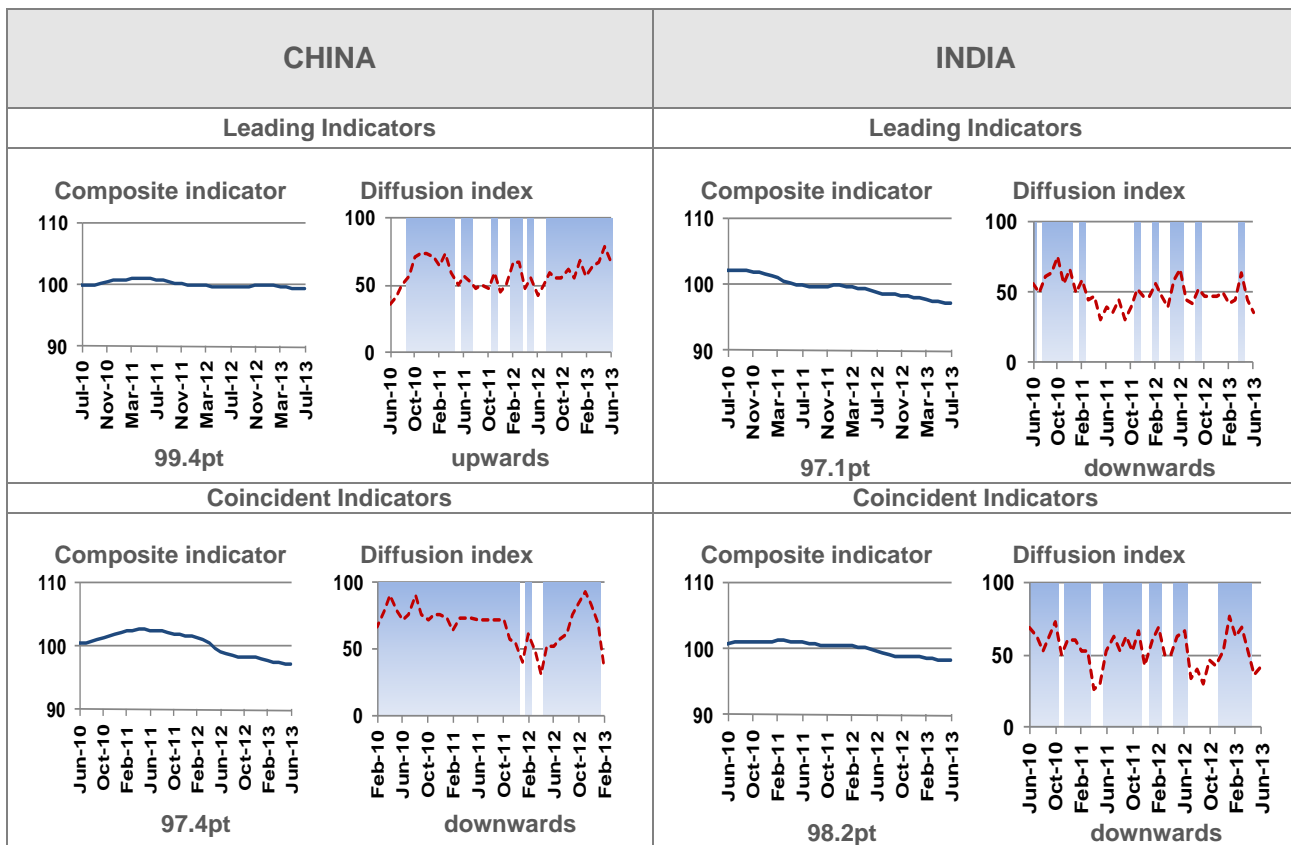 CHINA
INDIA
Leading Indicators
Leading Indicators
Composite indicator
110
100
90
Jul-10
Nov-10
Mar-11
Jul-11
Nov-11
Mar-12
Jul-12
Nov-12
Mar-13
Jul-13
99.4pt
Diffusion index
100
50
0
Jun-10
Oct-10
Feb-11
Jun-11
Oct-11
Feb-12
Jun-12
Oct-12
Feb-13
Jun-13
upwards
Composite indicator
110
100
90
Jul-10
Nov-10
Mar-11
Jul-11
Nov-11
Mar-12
Jul-12
Nov-12
Mar-13
Jul-13
97.1pt
Diffusion index
100
50
0
Jun-10
Oct-10
Feb-11
Jun-11
Oct-11
Feb-12
Jun-12
Oct-12
Feb-13
Jun-13
downwards
Coincident Indicators
Coincident Indicators
Composite indicator
110
100
90
Jun-10
Oct-10
Feb-11
Jun-11
Oct-11
Feb-12
Jun-12
Oct-12
Feb-13
Jun-13
97.4pt
Diffusion index
100
50
0
Feb-10
Jun-10
Oct-10
Feb-11
Jun-11
Oct-11
Feb-12
Jun-12
Oct-12
Feb-13
downwards
Composite indicator
110
100
90
Jun-10
Oct-10
Feb-11
Jun-11
Oct-11
Feb-12
Jun-12
Oct-12
Feb-13
Jun-13
98.2pt
Diffusion index
100
50
0
Jun-10
Oct-10
Feb-11
Jun-11
Oct-11
Feb-12
Jun-12
Oct-12
Feb-13
Jun-13
downwards